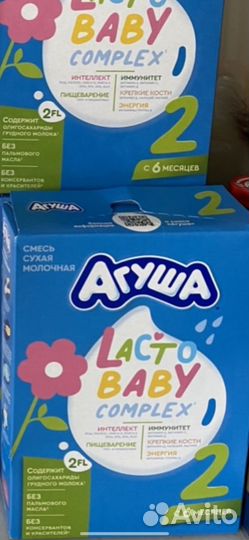 LACTO
BABY
COMPLEX
ИНТЕЛЛЕКТ
ИММУНИТЕТ
ПИЩЕВАРЕНИЕ
КРЕПКИЕ КОСТИ
ЭНЕРГИЯ
2
СОДЕРЖИТ 2FL
ОЛИГОСАХАРИДЫ
ГРУДНОГО МОЛОКА
БЕЗ
ПАЛЬМОВОГО
МАСЛА
БЕЗ
КОНСЕРВАНТОВ
И КРАСИТЕЛЕЙ
С 6 МЕСЯЦЕВ
2
СМЕСЬ
СУХАЯ
МОЛОЧНАЯ
АГУША
LACTO
BABY
COMPLEX
ИНТЕЛЛЕКТ
ИММУНИТЕТ
ПИЩЕВАРЕНИЕ
КРЕПКИЕ КОСТИ
ЭНЕРГИЯ
2
СОДЕРЖИТ 2FL
ОЛИГОСАХАРИДЫ
ГРУДНОГО МОЛОКА
БЕЗ
ПАЛЬМОВОГО
МАСЛА
БЕЗ
КОНСЕРВАНТОВ
И КРАСИТЕЛЕЙ
Avito